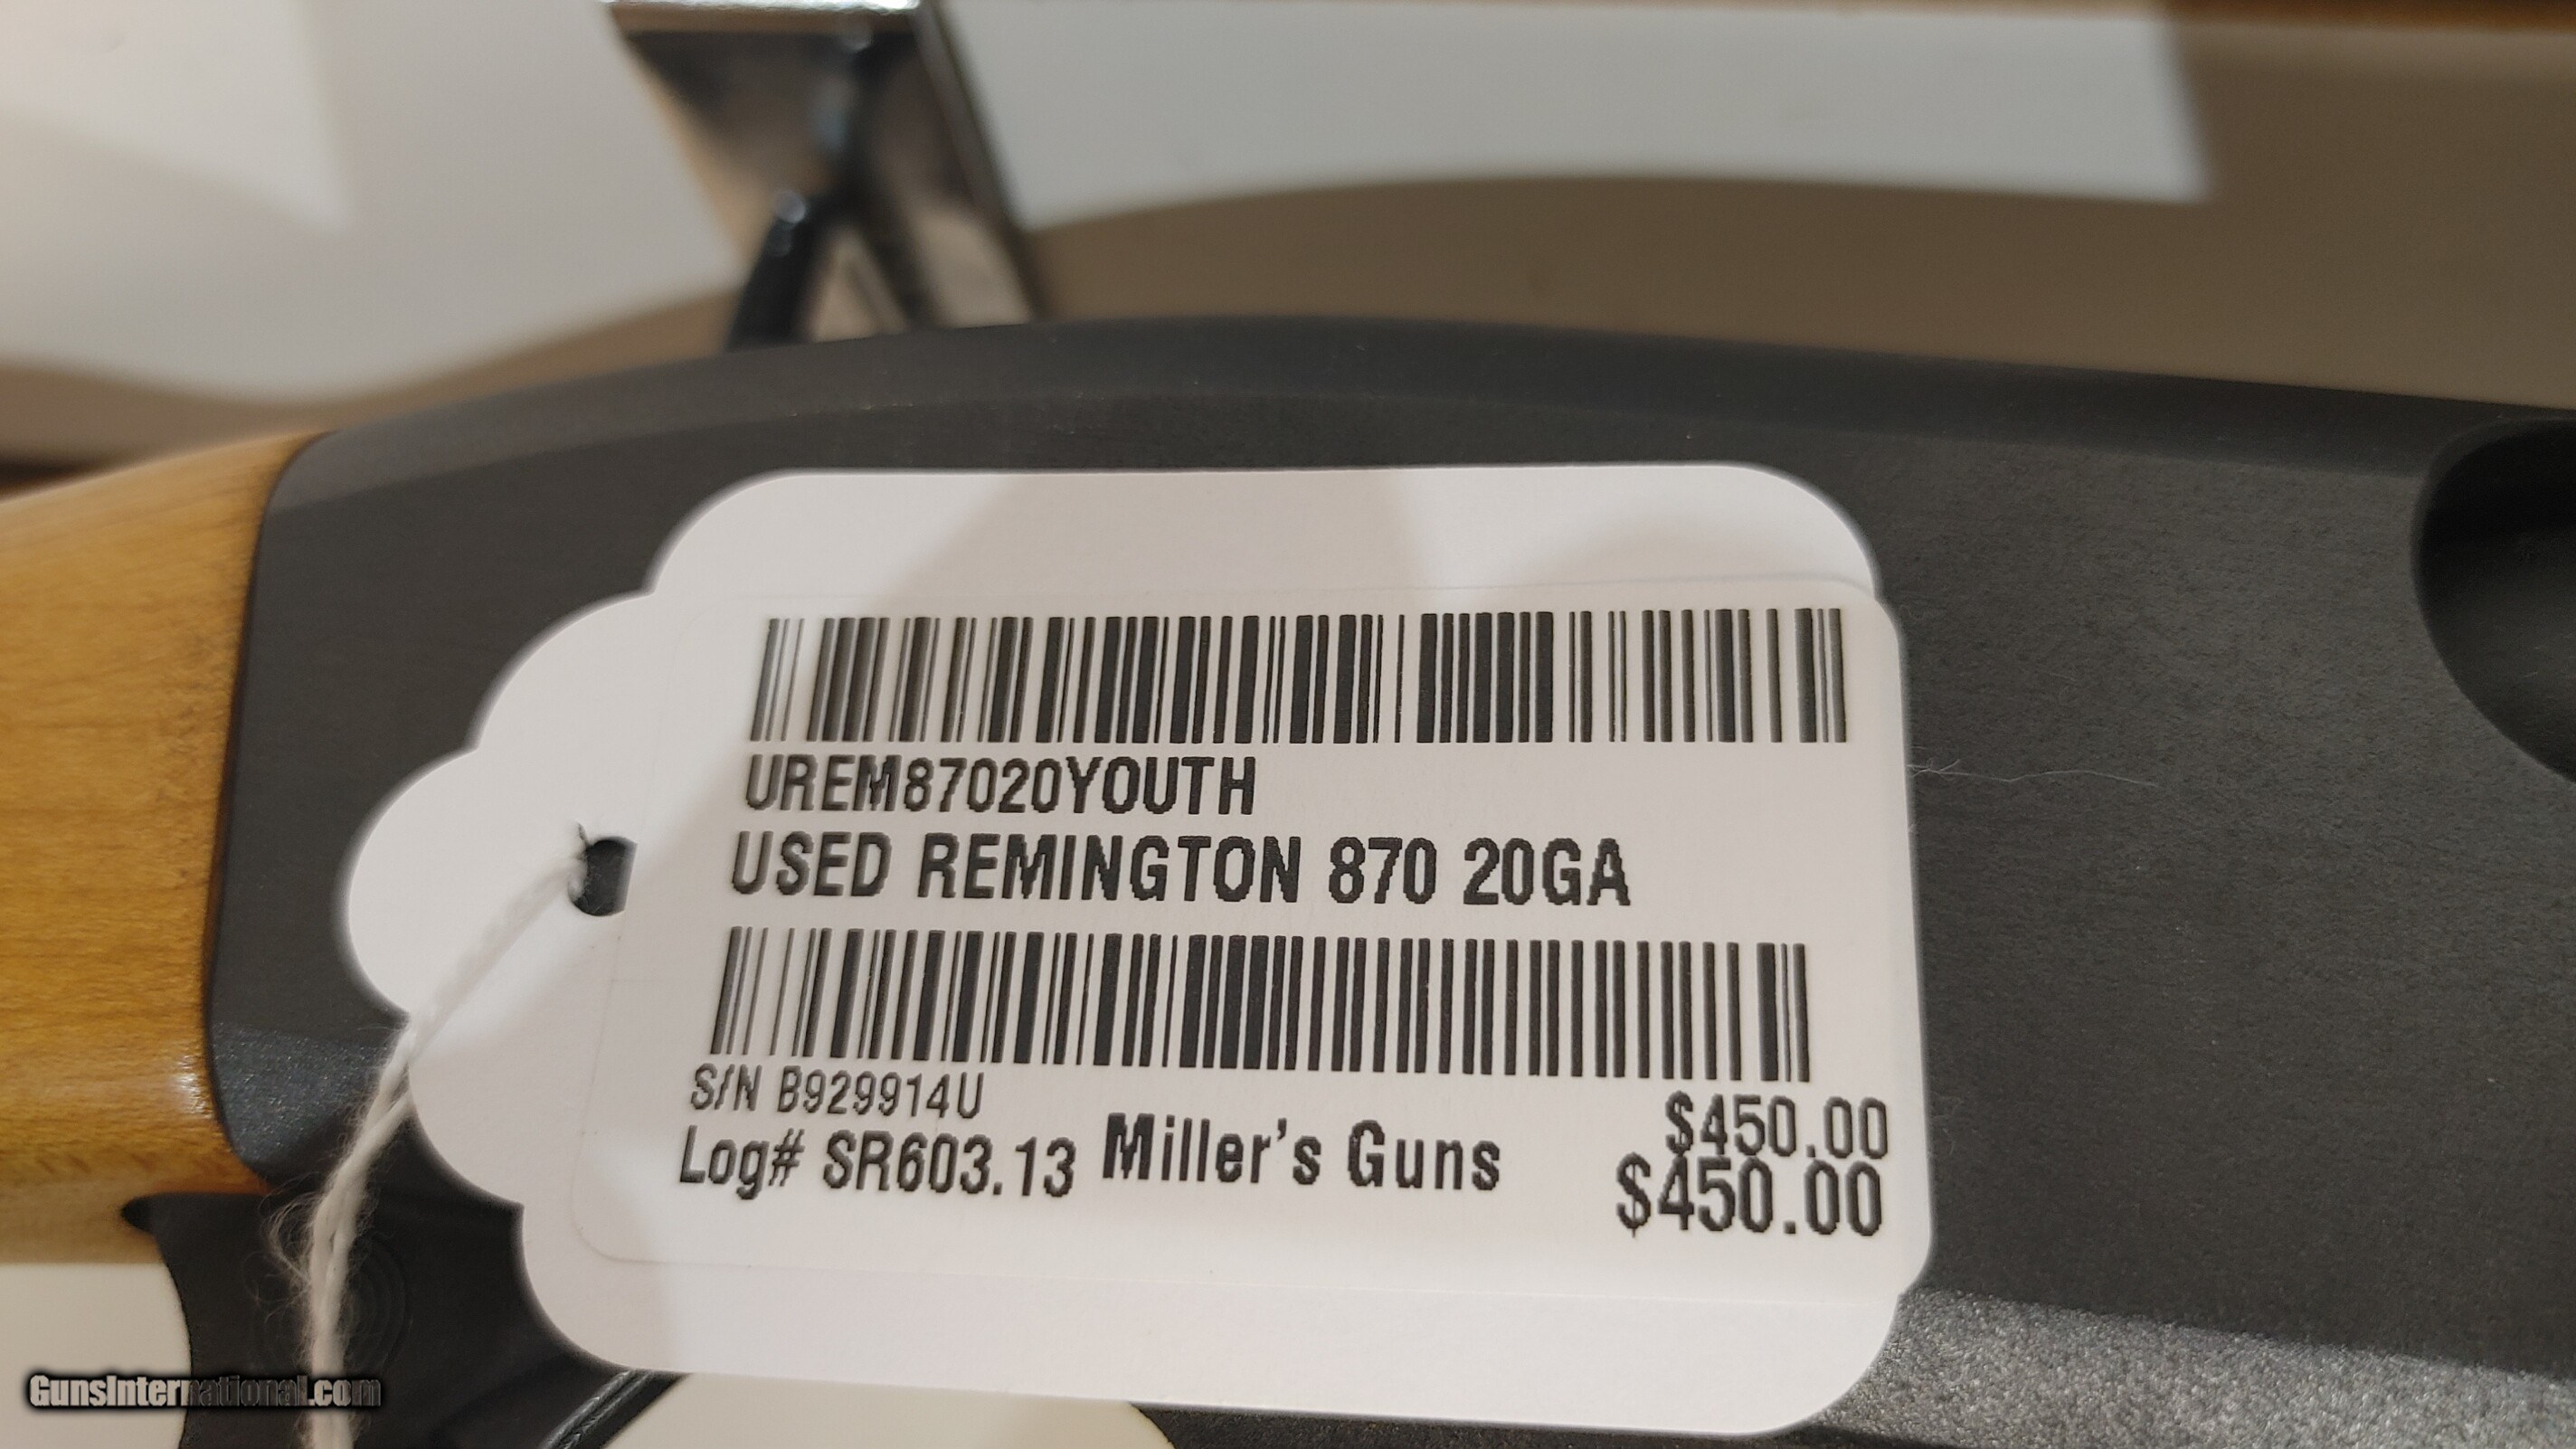 UREM87020YOUTH
USED REMINGTON 870 20GA
S/N B929914U
$450.00
Log# SR603.13 Miller's Guns
$450.00
GunsInternational.com